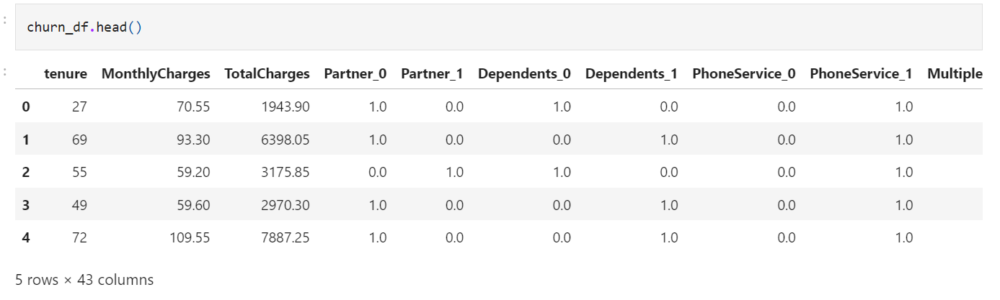 churn_df.head()
tenure MonthlyCharges TotalCharges Partner_0 Partner_1 Dependents_0 Dependents_1 PhoneService_0 PhoneService_1 Multiple
0 27 70.55 1943.90 1.0 0.0 1.0 0.0 0.0 1.0
1 69 93.30 6398.05 1.0 0.0 0.0 1.0 0.0 1.0
2 55 59.20 3175.85 0.0 1.0 1.0 0.0 0.0 1.0
3 49 59.60 2970.30 1.0 0.0 0.0 1.0 0.0 1.0
4 72 109.55 7887.25 1.0 0.0 0.0 1.0 0.0 1.0
5 rows × 43 columns